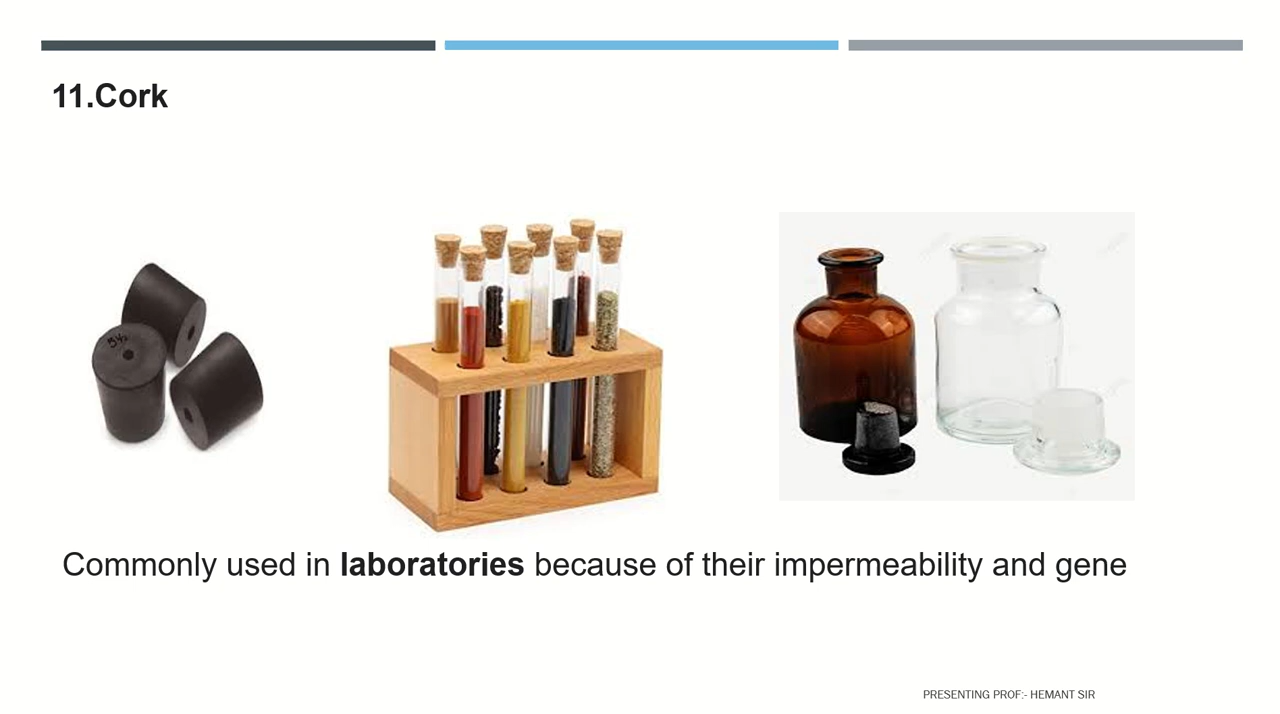 11.Cork
Commonly used in laboratories because of their impermeability and gene
PRESENTING PROF:- HEMANT SIR